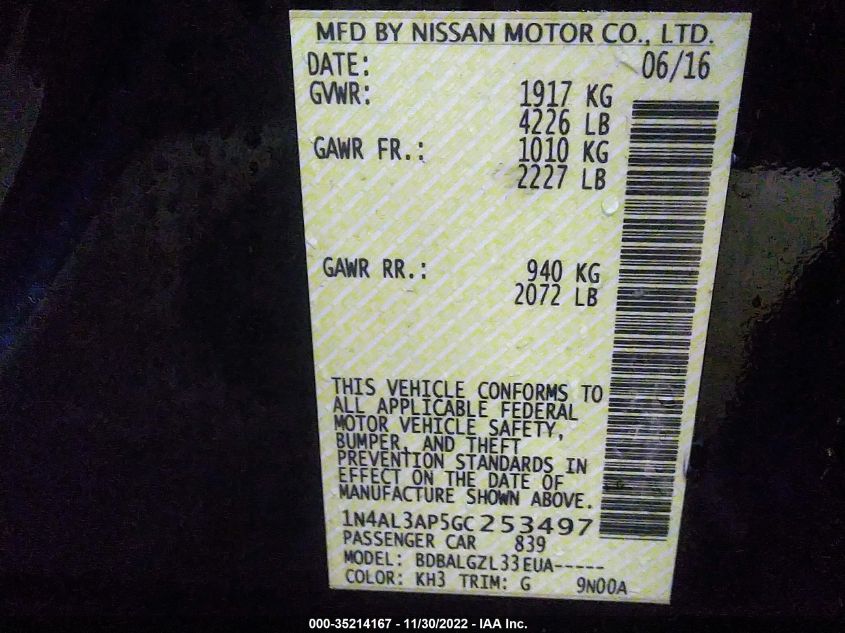 MFD BY NISSAN MOTOR CO., LTD.
DATE: 06/16
GVWR: 1917 KG
4226 LB
GAWR FR.: 1010 KG
2227 LB
GAWR RR.: 940 KG
2072 LB
THIS VEHICLE CONFORMS TO
ALL APPLICABLE FEDERAL
MOTOR VEHICLE SAFETY,
BUMPER, AND THEFT
PREVENTION STANDARDS IN
EFFECT ON THE DATE OF
MANUFACTURE SHOWN ABOVE.
1N4AL3AP5GC253497
PASSENGER CAR 839
MODEL: BDBALGZL33EUA-----
COLOR: KH3 TRIM: G 9N00A
000-35214167 - 11/30/2022 - IAA Inc.